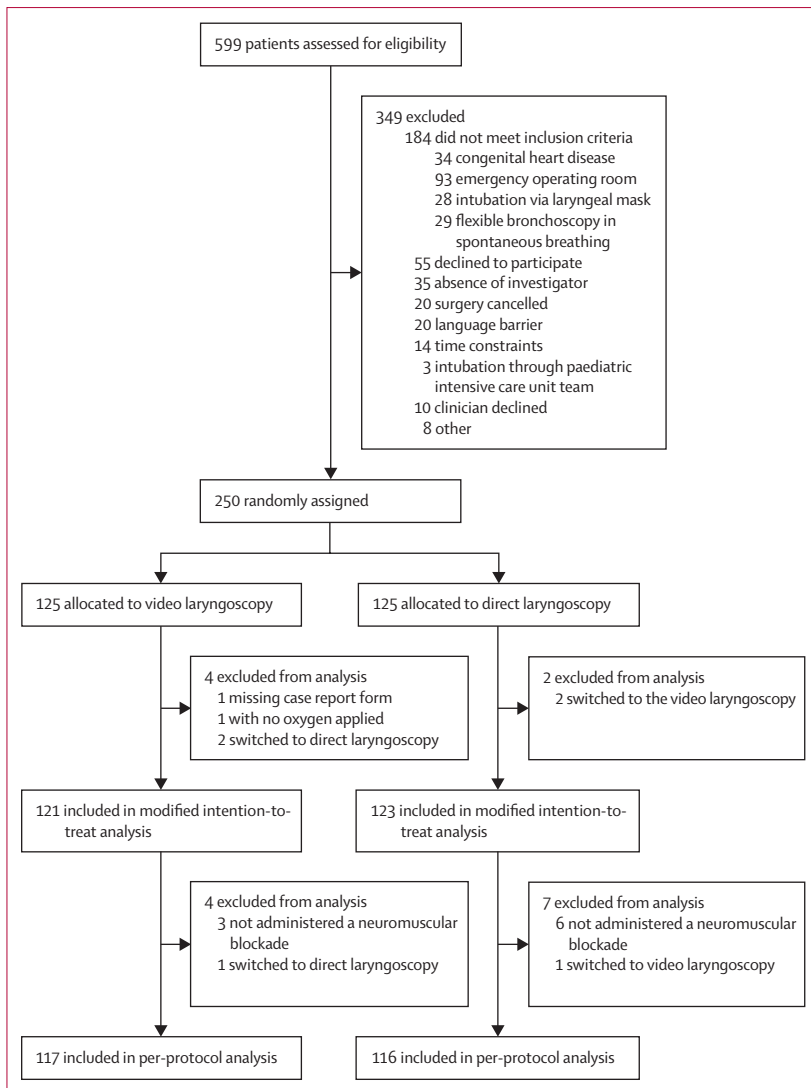 599 patients assessed for eligibility
349 excluded
184 did not meet inclusion criteria
34 congenital heart disease
93 emergency operating room
28 intubation via laryngeal mask
29 flexible bronchoscopy in
spontaneous breathing
55 declined to participate
35 absence of investigator
20 surgery cancelled
20 language barrier
14 time constraints
3 intubation through paediatric
intensive care unit team
10 clinician declined
8 other
250 randomly assigned
125 allocated to video laryngoscopy
125 allocated to direct laryngoscopy
4 excluded from analysis
1 missing case report form
1 with no oxygen applied
2 switched to direct laryngoscopy
2 excluded from analysis
2 switched to the video laryngoscopy
121 included in modified intention-to-
treat analysis
123 included in modified intention-to-
treat analysis
4 excluded from analysis
3 not administered a neuromuscular
blockade
1 switched to direct laryngoscopy
7 excluded from analysis
6 not administered a neuromuscular
blockade
1 switched to video laryngoscopy
117 included in per-protocol analysis
116 included in per-protocol analysis